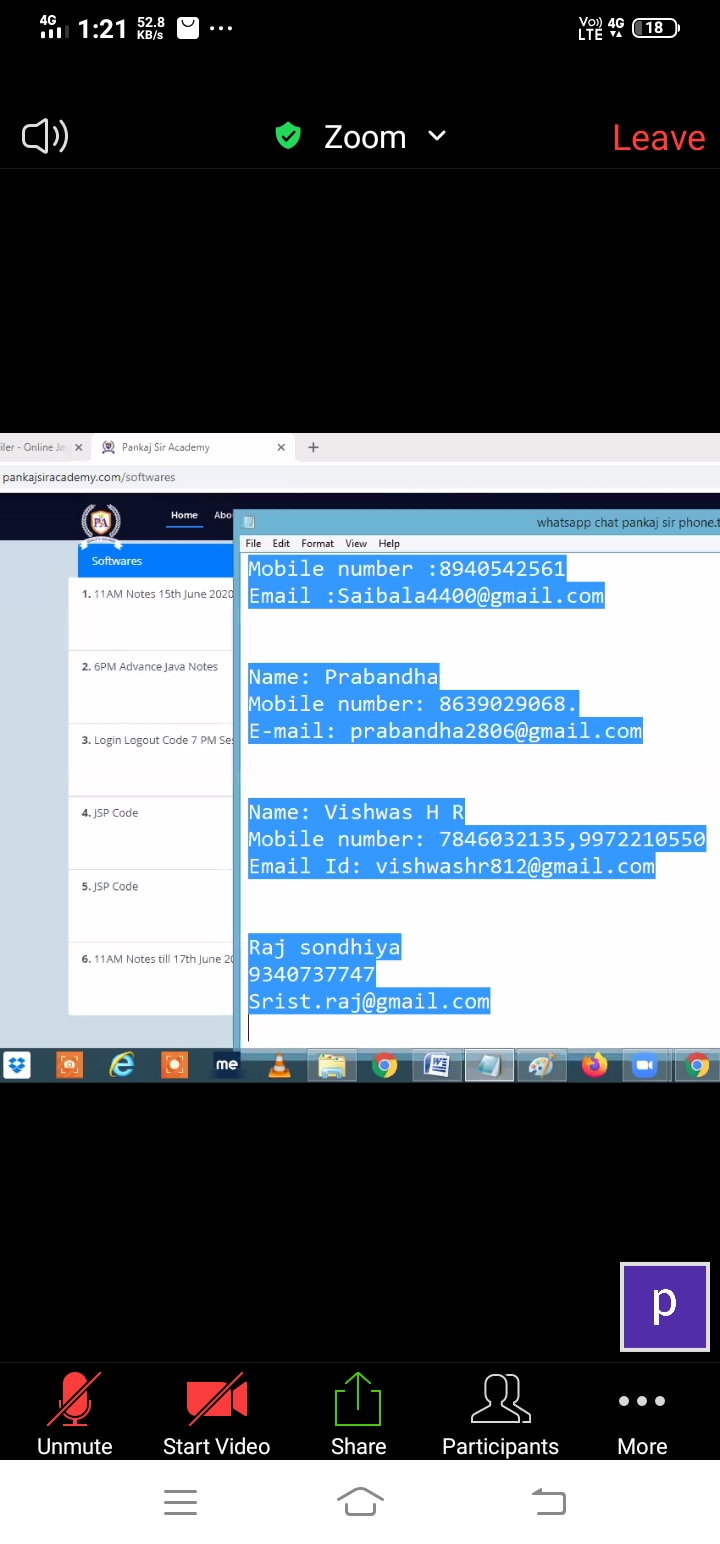 4G 1:21 52.8 KB/s ... Vo)) LTE 4G 18
Zoom Leave
iler - Online Ja Pankaj Sir Academy
pankajsiracademy.com/softwares
PA Home Abo
whatsapp chat pankaj sir phone.t
File Edit Format View Help
Softwares
1. 11AM Notes 15th June 2020
2. 6PM Advance Java Notes
3. Login Logout Code 7 PM Ses
4. JSP Code
5. JSP Code
6. 11AM Notes till 17th June 20
Mobile number :8940542561
Email :Saibala4400@gmail.com
Name: Prabandha
Mobile number: 8639029068.
E-mail: prabandha2806@gmail.com
Name: Vishwas H R
Mobile number: 7846032135,9972210550
Email Id: vishwashr812@gmail.com
Raj sondhiya
9340737747
Srist.raj@gmail.com
me
p
Unmute Start Video Share Participants More